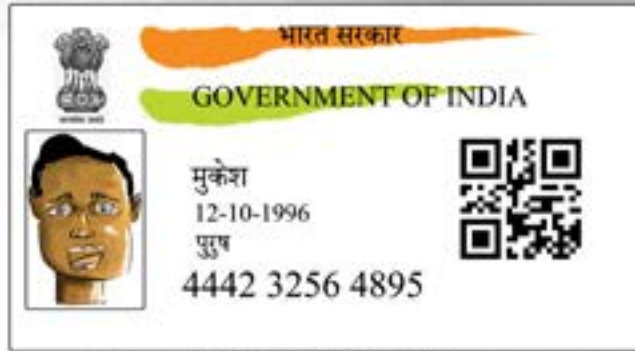 भारत सरकार
GOVERNMENT OF INDIA
मुकेश
12-10-1996
पुरुष
4442 3256 4895